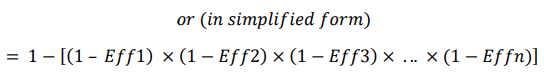 or (in simplified form)
= 1 − [(1 – Eff1) × (1 − Eff2) × (1 − Eff3) × … × (1 − Effn)]